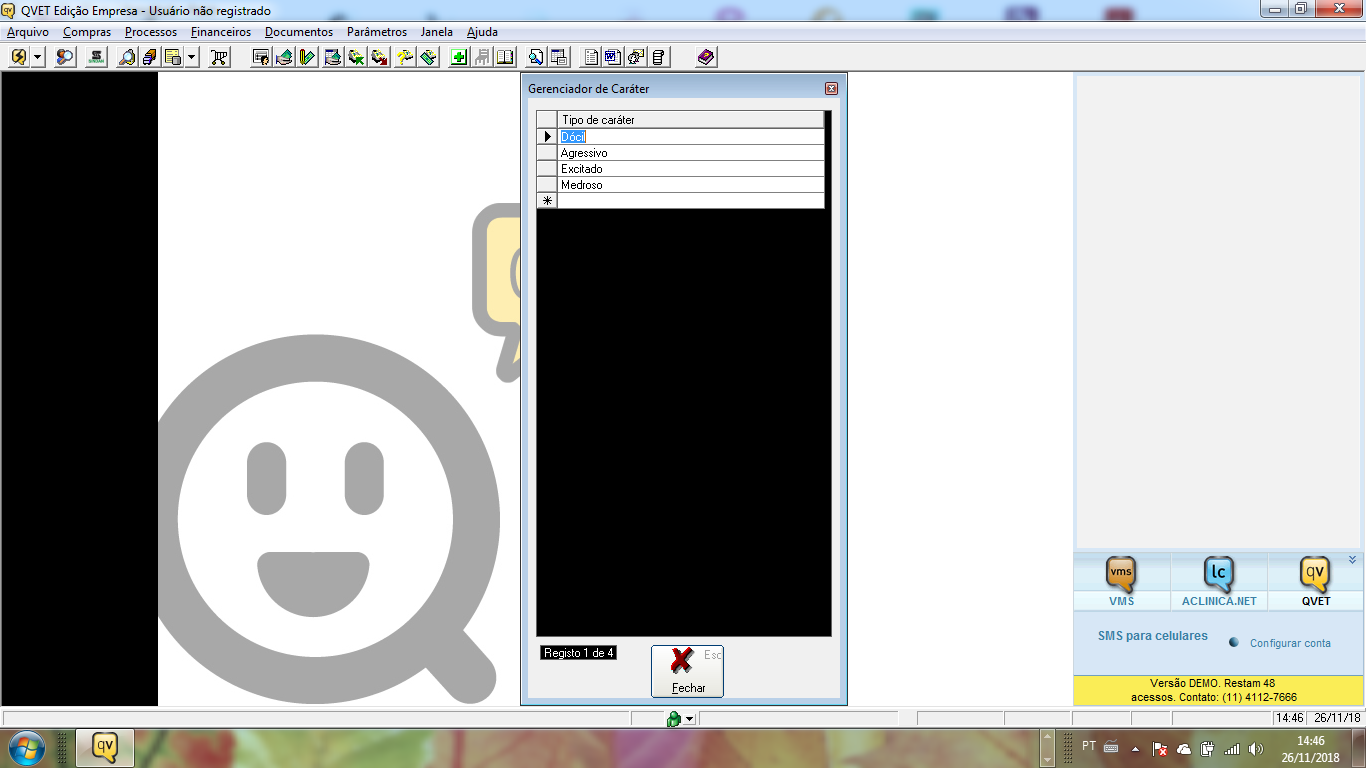 QVET Edição Empresa - Usuário não registrado
Arquivo Compras Processos Financeiros Documentos Parâmetros Janela Ajuda
Gerenciador de Caráter
Tipo de caráter
Dócil
Agressivo
Excitado
Medroso
Registo 1 de 4
Esc
Fechar
vms
lc
qv
VMS
ACLINICA.NET
QVET
SMS para celulares
Configurar conta
Versão DEMO. Restam 48
acessos. Contato: (11) 4112-7666
14:46 26/11/18
qv
PT
14:46
26/11/2018